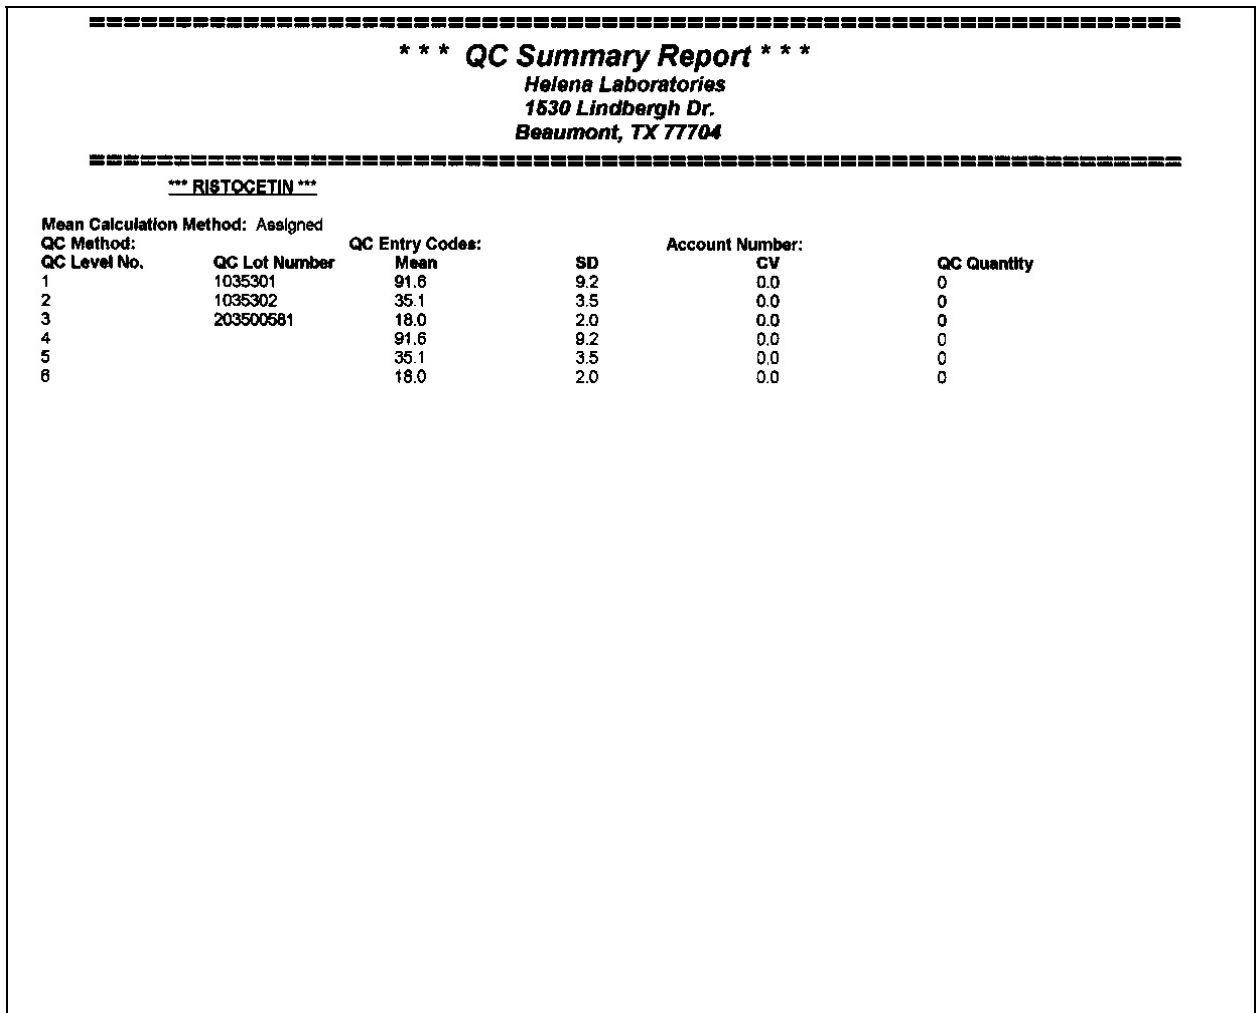 ================================================================
* * * QC Summary Report * * *
Helena Laboratories
1530 Lindbergh Dr.
Beaumont, TX 77704
================================================================
*** RISTOCETIN ***
Mean Calculation Method: Assigned
QC Method: QC Entry Codes: Account Number:
QC Level No. QC Lot Number Mean SD CV QC Quantity
1 1035301 91.6 9.2 0.0 0
2 1035302 35.1 3.5 0.0 0
3 203500581 18.0 2.0 0.0 0
4 91.6 9.2 0.0 0
5 35.1 3.5 0.0 0
6 18.0 2.0 0.0 0